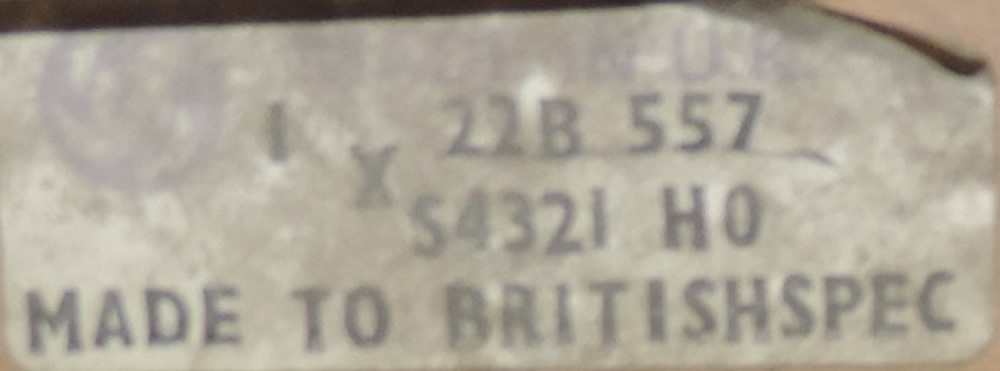 1 X 22B 557
S4321 H0
MADE TO BRITISHSPEC